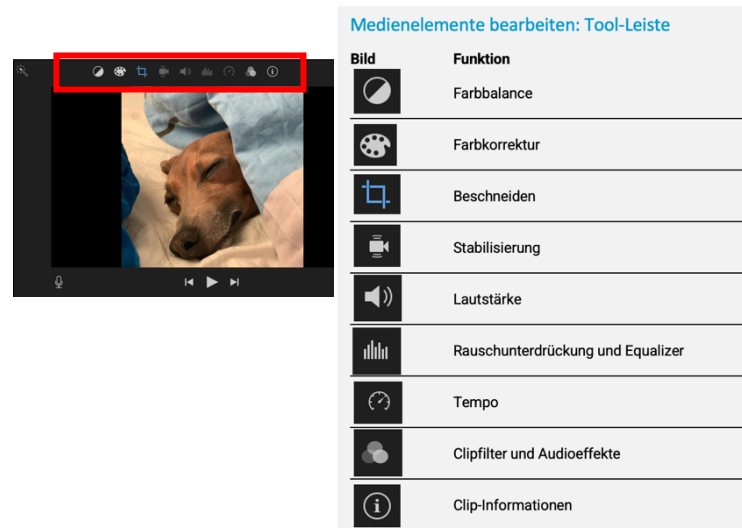 Medienelemente bearbeiten: Tool-Leiste
Bild Funktion
Farbbalance
Farbkorrektur
Beschneiden
Stabilisierung
Lautstärke
Rauschunterdrückung und Equalizer
Tempo
Clipfilter und Audioeffekte
Clip-Informationen